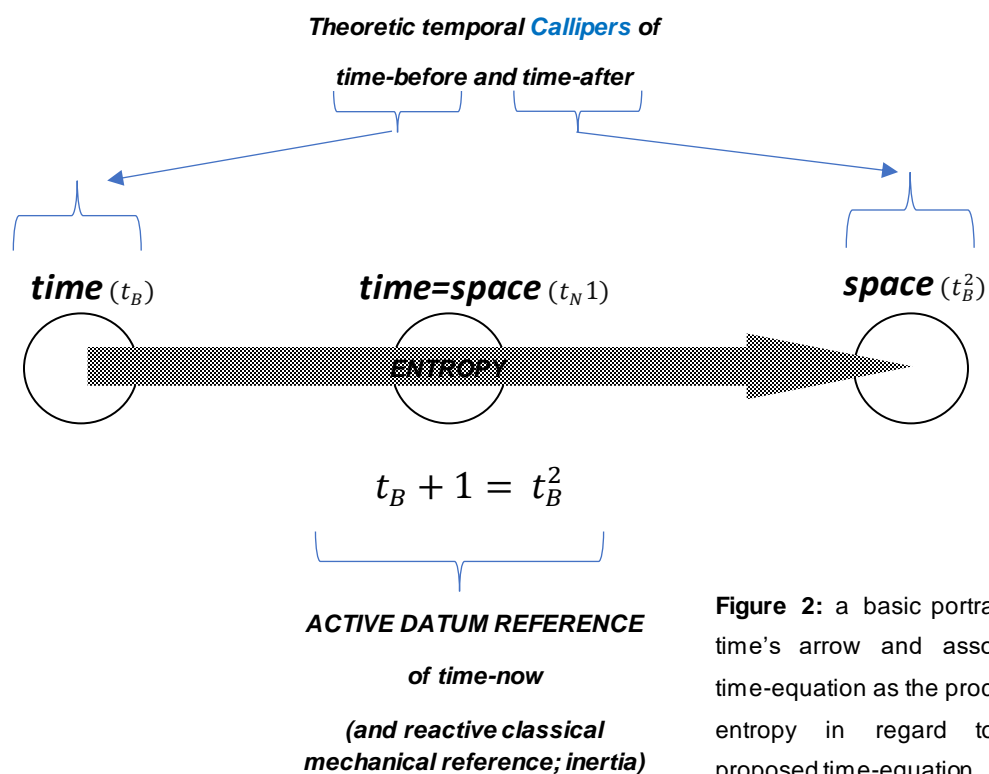 Theoretic temporal Callipers of
time-before and time-after
time (t_B)
time=space (t_N1)
space (t_B^2)
ENTROPY
t_B + 1 = t_B^2
ACTIVE DATUM REFERENCE
of time-now
(and reactive classical
mechanical reference; inertia)
Figure 2: a basic portra
time's arrow and asso
time-equation as the proc
entropy in regard to
proposed time-equation